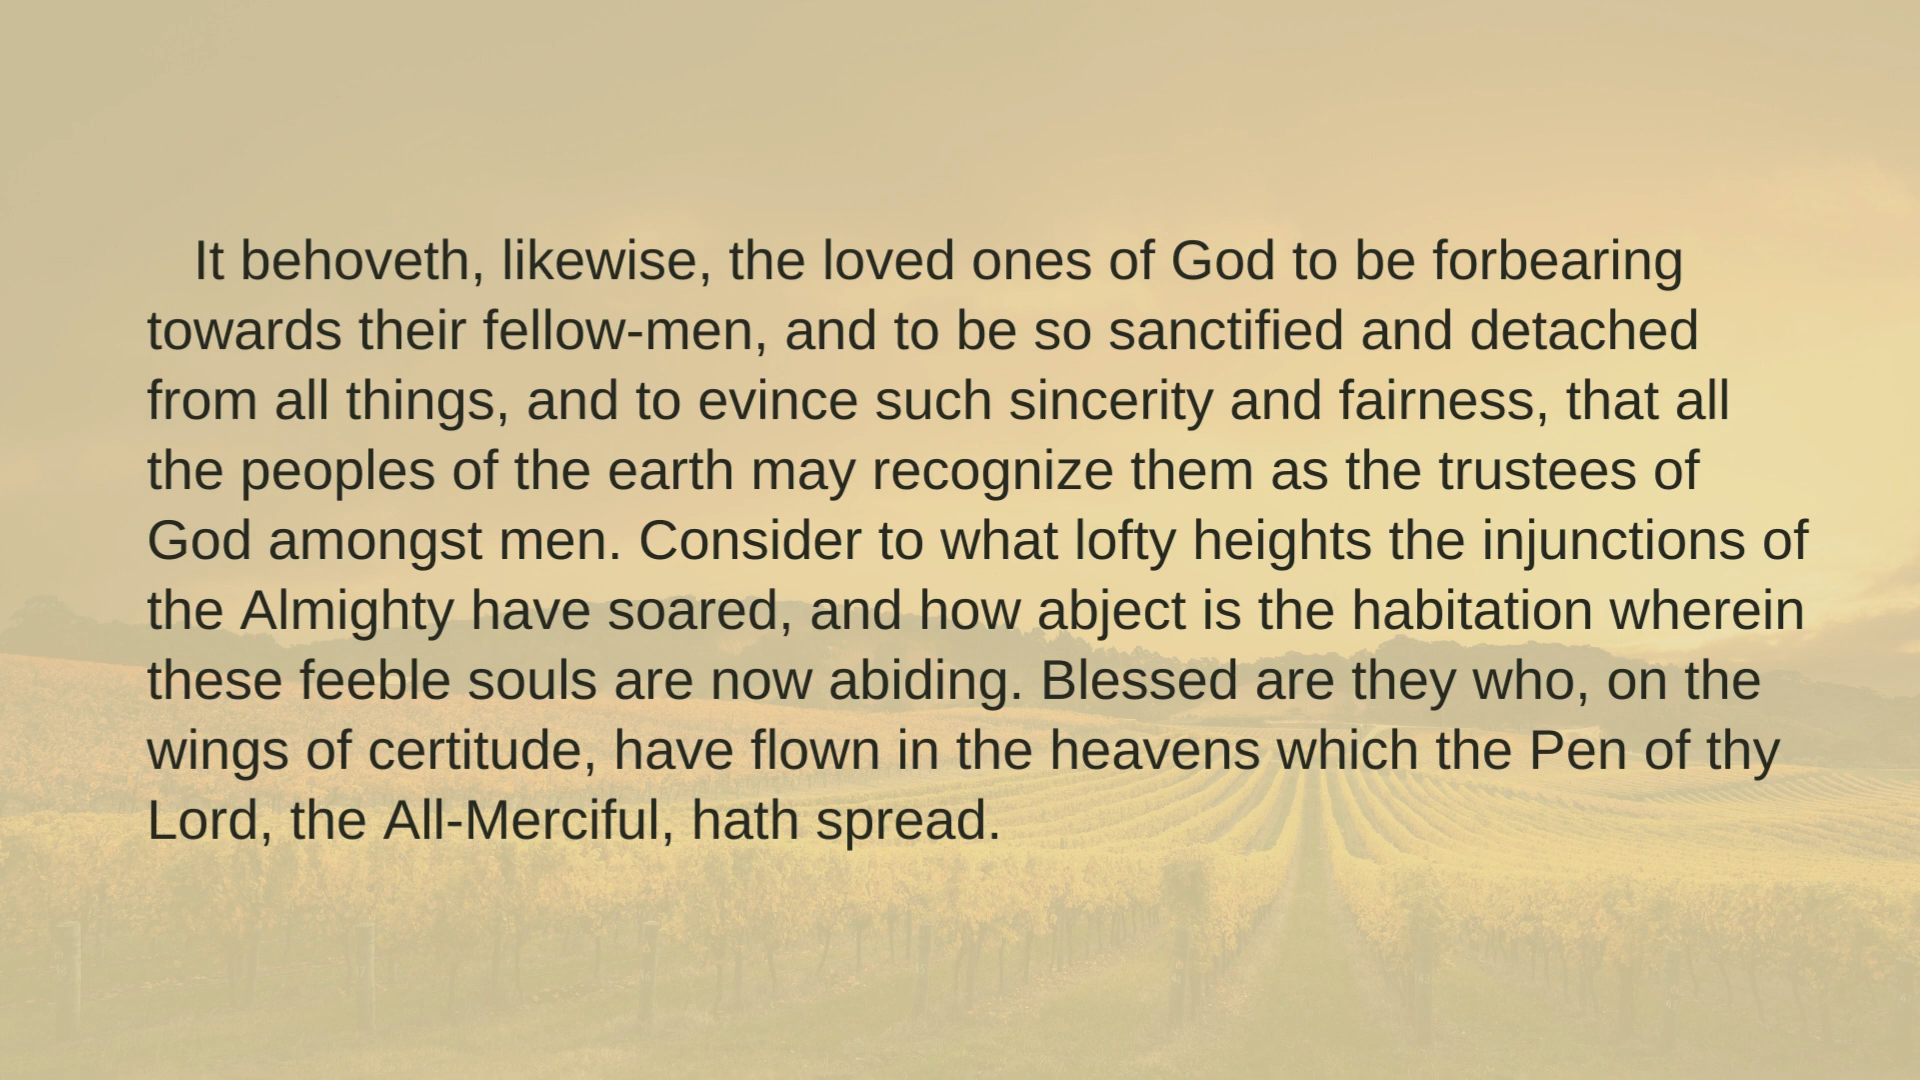 It behoveth, likewise, the loved ones of God to be forbearing
towards their fellow-men, and to be so sanctified and detached
from all things, and to evince such sincerity and fairness, that all
the peoples of the earth may recognize them as the trustees of
God amongst men. Consider to what lofty heights the injunctions of
the Almighty have soared, and how abject is the habitation wherein
these feeble souls are now abiding. Blessed are they who, on the
wings of certitude, have flown in the heavens which the Pen of thy
Lord, the All-Merciful, hath spread.